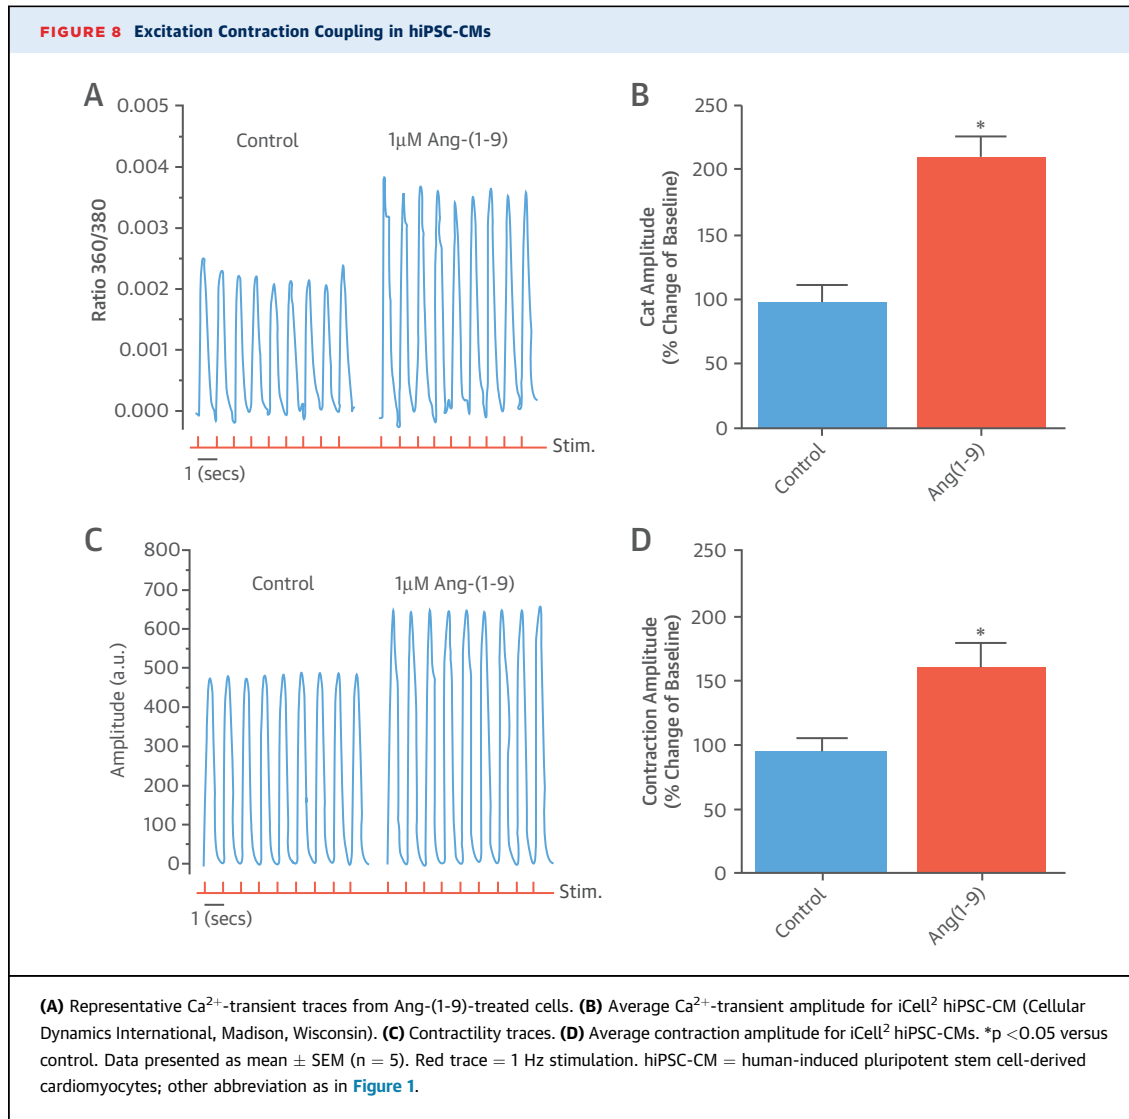 FIGURE 8 Excitation Contraction Coupling in hiPSC-CMs
A
0.005
0.004
0.003
0.002
0.001
0.000
Ratio 360/380
Control
1µM Ang-(1-9)
Stim.
1 (secs)
B
250
200
150
100
50
0
Cat Amplitude
(% Change of Baseline)
*
Control
Ang(1-9)
C
800
700
600
500
400
300
200
100
0
Amplitude (a.u.)
Control
1µM Ang-(1-9)
Stim.
1 (secs)
D
250
200
150
100
50
0
Contraction Amplitude
(% Change of Baseline)
*
Control
Ang(1-9)
(A) Representative Ca2+-transient traces from Ang-(1-9)-treated cells. (B) Average Ca2+-transient amplitude for iCell2 hiPSC-CM (Cellular
Dynamics International, Madison, Wisconsin). (C) Contractility traces. (D) Average contraction amplitude for iCell2 hiPSC-CMs. *p <0.05 versus
control. Data presented as mean ± SEM (n = 5). Red trace = 1 Hz stimulation. hiPSC-CM = human-induced pluripotent stem cell-derived
cardiomyocytes; other abbreviation as in Figure 1.